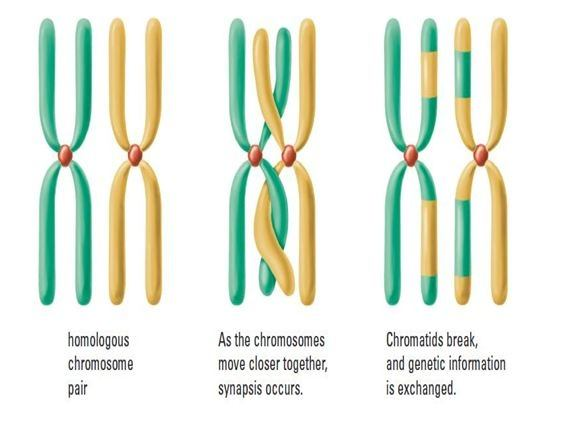 homologous
chromosome
pair
As the chromosomes
move closer together,
synapsis occurs.
Chromatids break,
and genetic information
is exchanged.